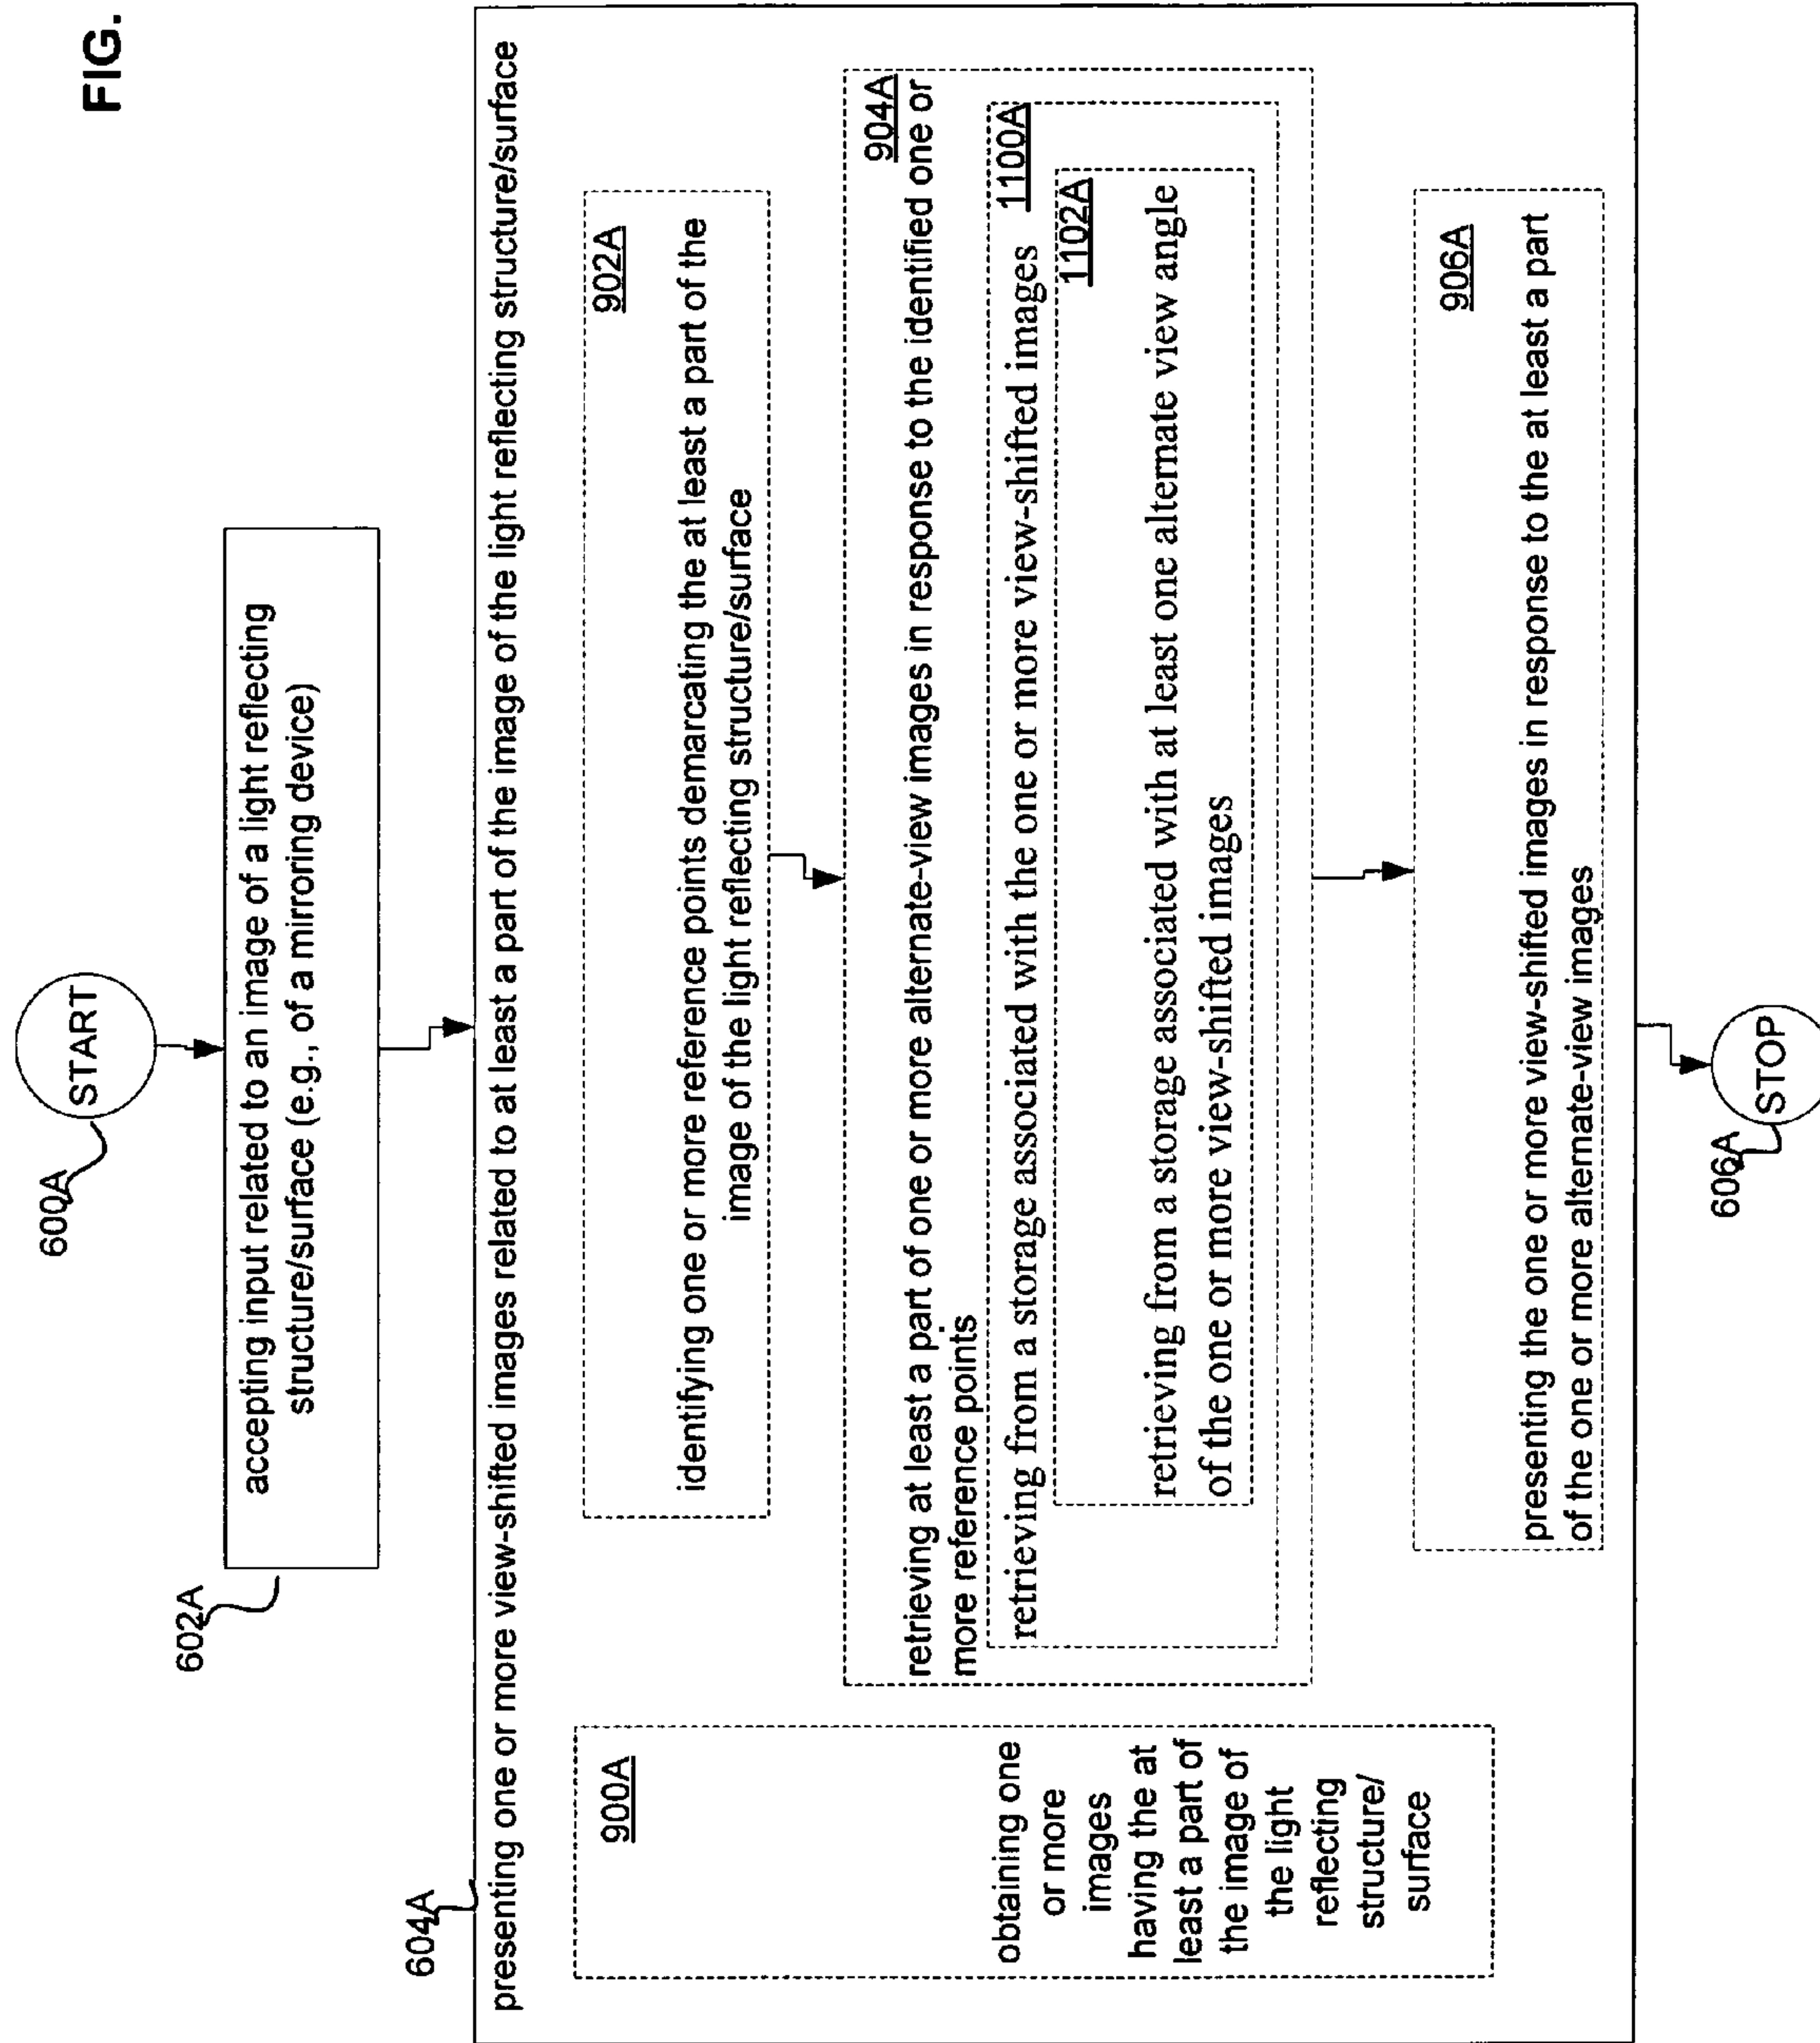 FIG.
START
600A
accepting input related to an image of a light reflecting
structure/surface (e.g., of a mirroring device)
602A
604A
presenting one or more view-shifted images related to at least a part of the image of the light reflecting structure/surface
900A
obtaining one
or more
images
having the at
least a part of
the image of
the light
reflecting
structure/
surface
902A
identifying one or more reference points demarcating the at least a part of the
image of the light reflecting structure/surface
904A
retrieving at least a part of one or more alternate-view images in response to the identified one or
more reference points
1100A
retrieving from a storage associated with the one or more view-shifted images
1102A
retrieving from a storage associated with at least one alternate view angle
of the one or more view-shifted images
906A
presenting the one or more view-shifted images in response to the at least a part
of the one or more alternate-view images
606A
STOP